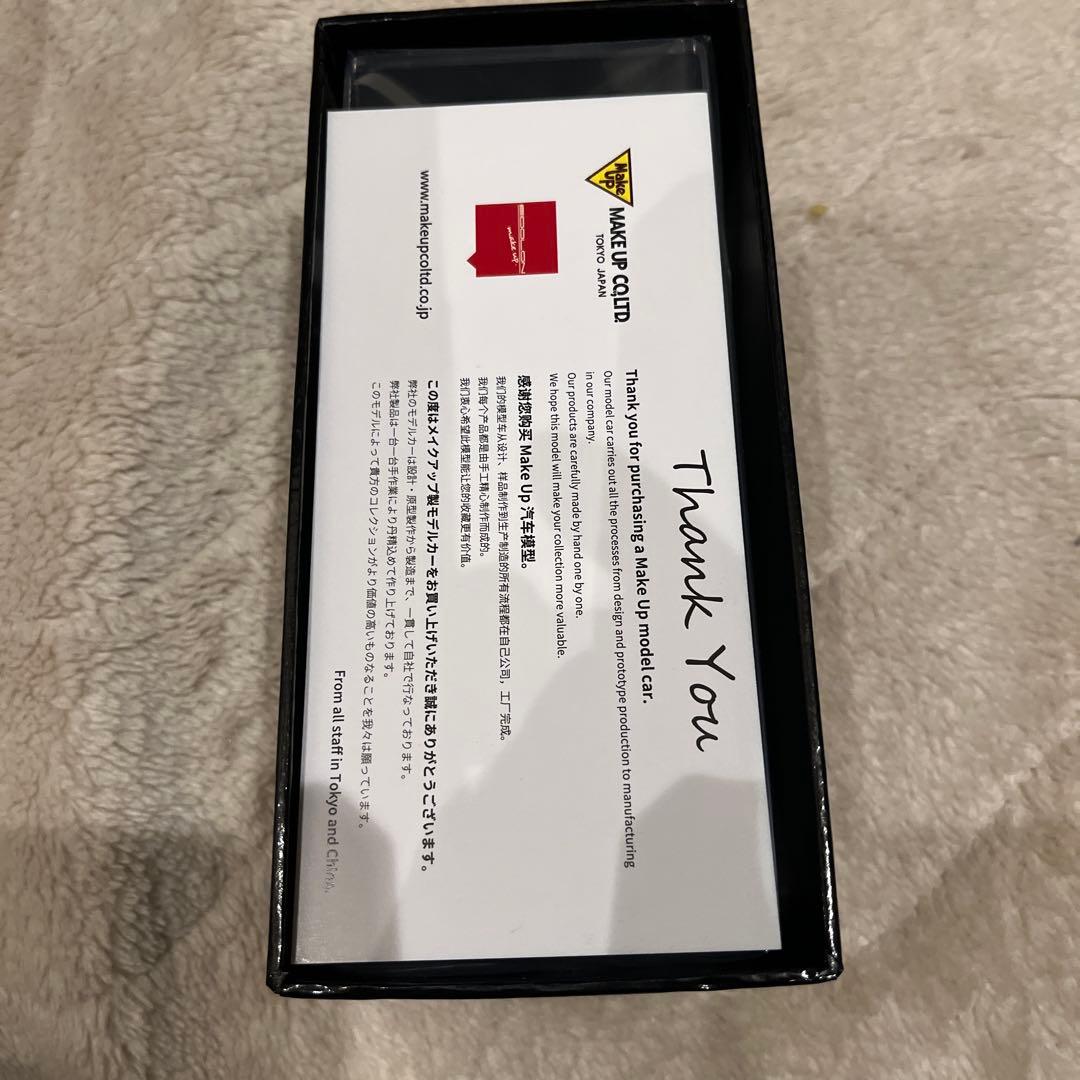 Make Up
MAKE UP CO.,LTD.
TOKYO JAPAN
EIDOLON
make up
www.makeupcoltd.co.jp
Thank You
Thank you for purchasing a Make Up model car.
Our model car carries out all the processes from design and prototype production to manufacturing
in our company.
Our products are carefully made by hand one by one.
We hope this model will make your collection more valuable.
感谢您购买 Make Up 汽车模型。
我们的模型车从设计、样品制作到生产制造的所有流程都在自己公司，工厂完成。
我们每个产品都是由手工精心制作而成的。
我们衷心希望此模型能让您的收藏更有价值。
この度はメイクアップ製モデルカーをお買い上げいただき誠にありがとうございます。
弊社のモデルカーは設計・原型製作から製造まで、一貫して自社で行なっております。
弊社製品は一台一台手作業により丹精込めて作り上げております。
このモデルによって貴方のコレクションがより価値の高いものなることを我々は願っています。
From all staff in Tokyo and China.